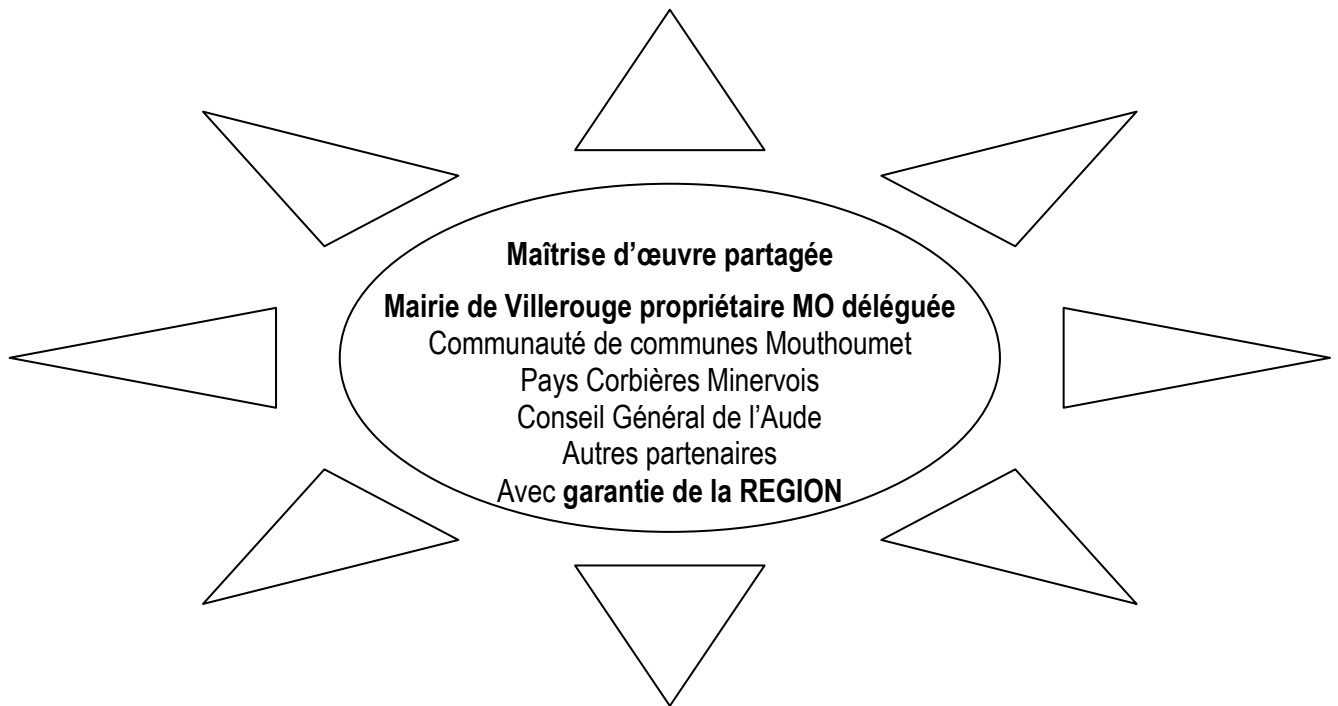 Maîtrise d’œuvre partagée
Mairie de Villerouge propriétaire MO déléguée
Communauté de communes Mouthoumet
Pays Corbières Minervois
Conseil Général de l’Aude
Autres partenaires
Avec garantie de la REGION